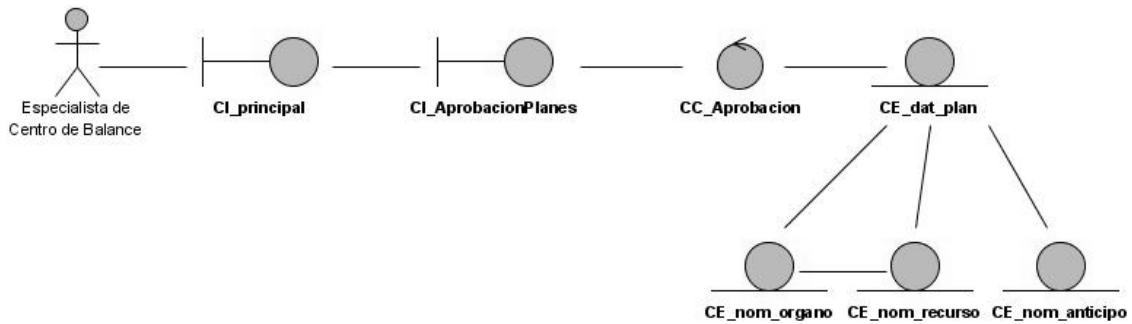 Especialista de
Centro de Balance
CI_principal
CI_AprobacionPlanes
CC_Aprobacion
CE_dat_plan
CE_nom_organo
CE_nom_recurso
CE_nom_anticipo